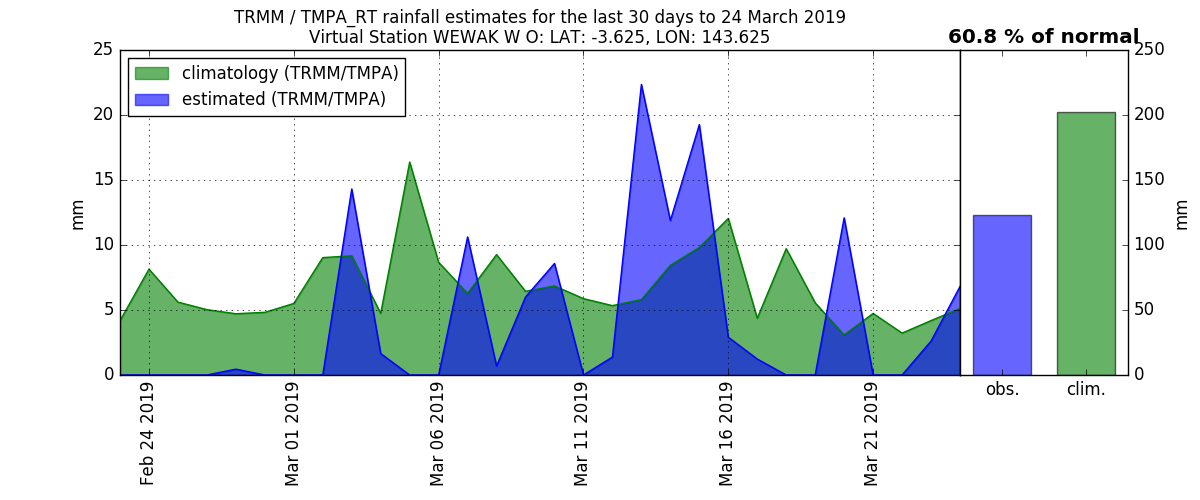 TRMM / TMPA_RT rainfall estimates for the last 30 days to 24 March 2019
Virtual Station WEWAK W O: LAT: -3.625, LON: 143.625
60.8 % of normal
climatology (TRMM/TMPA)
estimated (TRMM/TMPA)
mm
25
20
15
10
5
0
Feb 24 2019
Mar 01 2019
Mar 06 2019
Mar 11 2019
Mar 16 2019
Mar 21 2019
obs.
clim.
250
200
150
100
50
0
mm